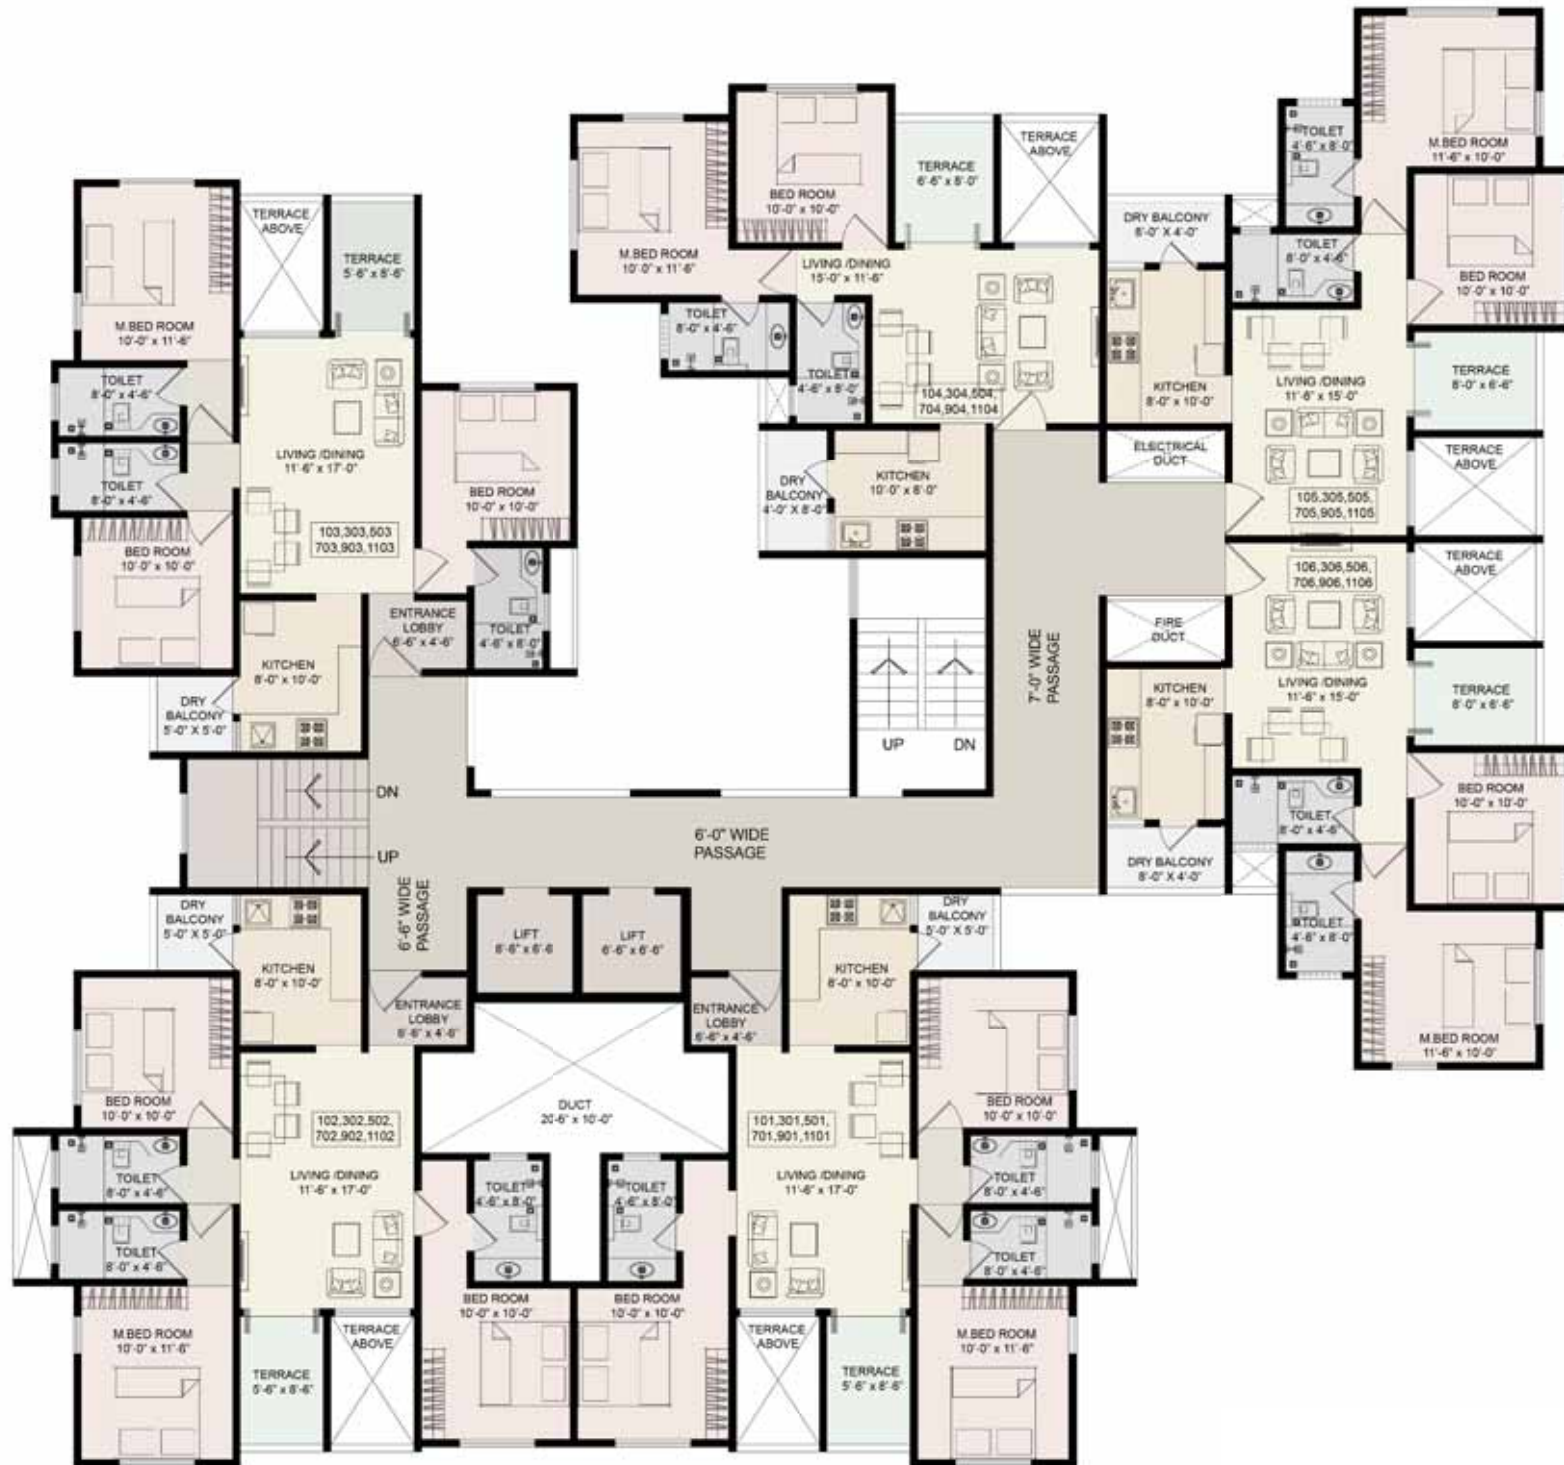 M.BED ROOM
10'-0" x 11'-6"
TERRACE
ABOVE
TERRACE
5'-6" x 8'-6"
TOILET
8'-0" x 4'-6"
TOILET
8'-0" x 4'-6"
LIVING /DINING
11'-6" x 17'-0"
BED ROOM
10'-0" x 10'-0"
103,303,503
703,903,1103
BED ROOM
10'-0" x 10'-0"
ENTRANCE
LOBBY
6'-6" x 4'-6"
TOILET
4'-6" x 8'-0"
KITCHEN
8'-0" x 10'-0"
DRY
BALCONY
5'-0" X 5'-0"
M.BED ROOM
10'-0" x 11'-6"
BED ROOM
10'-0" x 10'-0"
TERRACE
6'-6" x 8'-0"
TERRACE
ABOVE
LIVING /DINING
15'-0" x 11'-6"
TOILET
8'-0" x 4'-6"
TOILET
4'-6" x 8'-0"
104,304,504,
704,904,1104
KITCHEN
10'-0" x 8'-0"
DRY
BALCONY
4'-0" X 8'-0"
M.BED ROOM
11'-6" x 10'-0"
TOILET
4'-6" x 8'-0"
DRY BALCONY
8'-0" X 4'-0"
TOILET
8'-0" x 4'-6"
BED ROOM
10'-0" x 10'-0"
KITCHEN
8'-0" x 10'-0"
LIVING /DINING
11'-6" x 15'-0"
TERRACE
8'-0" x 6'-6"
ELECTRICAL
DUCT
TERRACE
ABOVE
105,305,505,
705,905,1105
TERRACE
ABOVE
106,306,506,
706,906,1106
FIRE
DUCT
7'-0" WIDE
PASSAGE
KITCHEN
8'-0" x 10'-0"
LIVING /DINING
11'-6" x 15'-0"
TERRACE
8'-0" x 6'-6"
UP
DN
BED ROOM
10'-0" x 10'-0"
TOILET
8'-0" x 4'-6"
DRY BALCONY
8'-0" X 4'-0"
TOILET
4'-6" x 8'-0"
M.BED ROOM
11'-6" x 10'-0"
DN
UP
6'-0" WIDE
PASSAGE
6'-6" WIDE
PASSAGE
LIFT
6'-6" x 6'-6
LIFT
6'-6" x 6'-6"
DRY
BALCONY
5'-0" X 5'-0"
KITCHEN
8'-0" x 10'-0"
ENTRANCE
LOBBY
6'-6" x 4'-6"
BED ROOM
10'-0" x 10'-0"
102,302,502,
702,902,1102
TOILET
8'-0" x 4'-6"
LIVING /DINING
11'-6" x 17'-0"
TOILET
4'-6" x 8'-0"
TOILET
8'-0" x 4'-6"
M.BED ROOM
10'-0" x 11'-6"
TERRACE
5'-6" x 8'-6"
TERRACE
ABOVE
BED ROOM
10'-0" x 10'-0"
DUCT
20'-6" x 10'-0"
DRY
BALCONY
5'-0" X 5'-0"
KITCHEN
8'-0" x 10'-0"
ENTRANCE
LOBBY
6'-6" x 4'-6"
BED ROOM
10'-0" x 10'-0"
101,301,501,
701,901,1101
TOILET
4'-6" x 8'-0"
LIVING /DINING
11'-6" x 17'-0"
TOILET
8'-0" x 4'-6"
TOILET
8'-0" x 4'-6"
BED ROOM
10'-0" x 10'-0"
TERRACE
ABOVE
TERRACE
5'-6" x 8'-6"
M.BED ROOM
10'-0" x 11'-6"